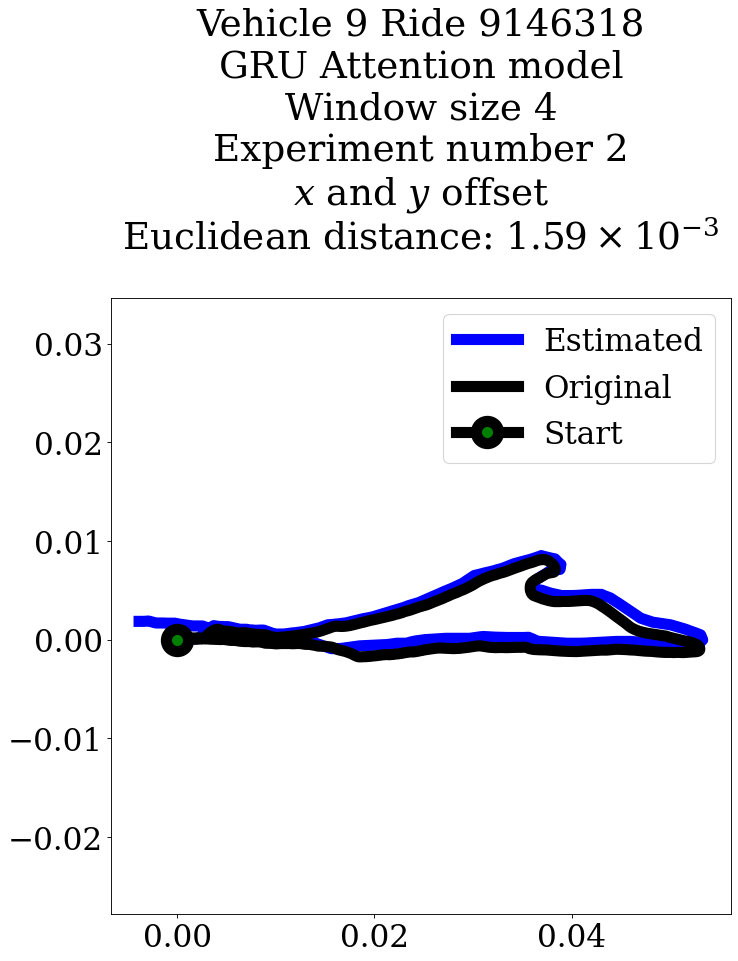 Vehicle 9 Ride 9146318
GRU Attention model
Window size 4
Experiment number 2
x and y offset
Euclidean distance: 1.59 × 10⁻³
Estimated
Original
Start
0.03
0.02
0.01
0.00
−0.01
−0.02
0.00 0.02 0.04